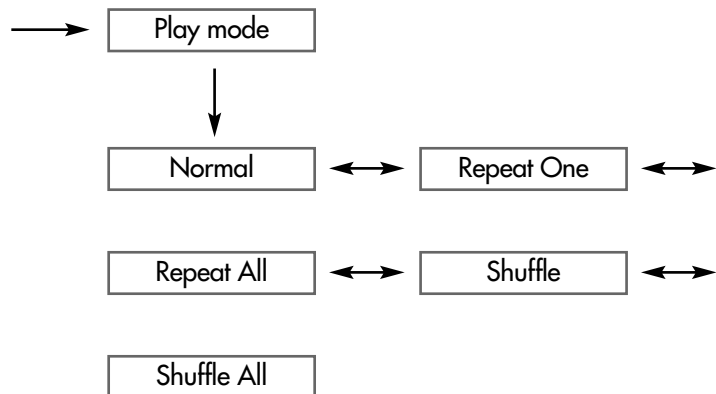 Play mode
Normal Repeat One
Repeat All Shuffle
Shuffle All